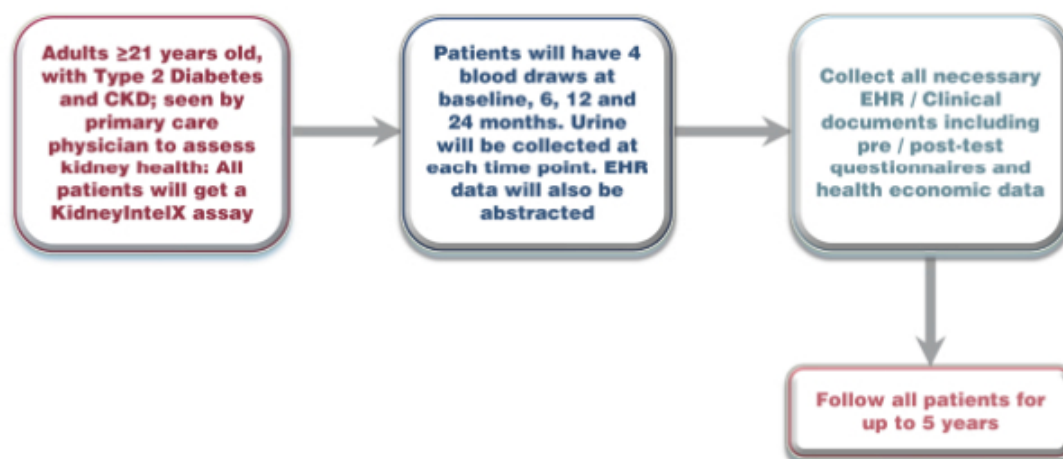 Adults ≥21 years old,
with Type 2 Diabetes
and CKD; seen by
primary care
physician to assess
kidney health: All
patients will get a
KidneyIntelX assay
Patients will have 4
blood draws at
baseline, 6, 12 and
24 months. Urine
will be collected at
each time point. EHR
data will also be
abstracted
Collect all necessary
EHR / Clinical
documents including
pre / post-test
questionnaires and
health economic data
Follow all patients for
up to 5 years